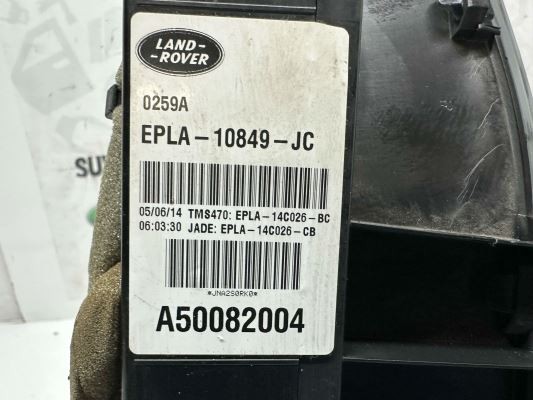 LAND-
-ROVER
0259A
EPLA-10849-JC
05/06/14 TMS470: EPLA-14C026-BC
06:03:30 JADE: EPLA-14C026-CB
*JNA2S0RK0*
A50082004